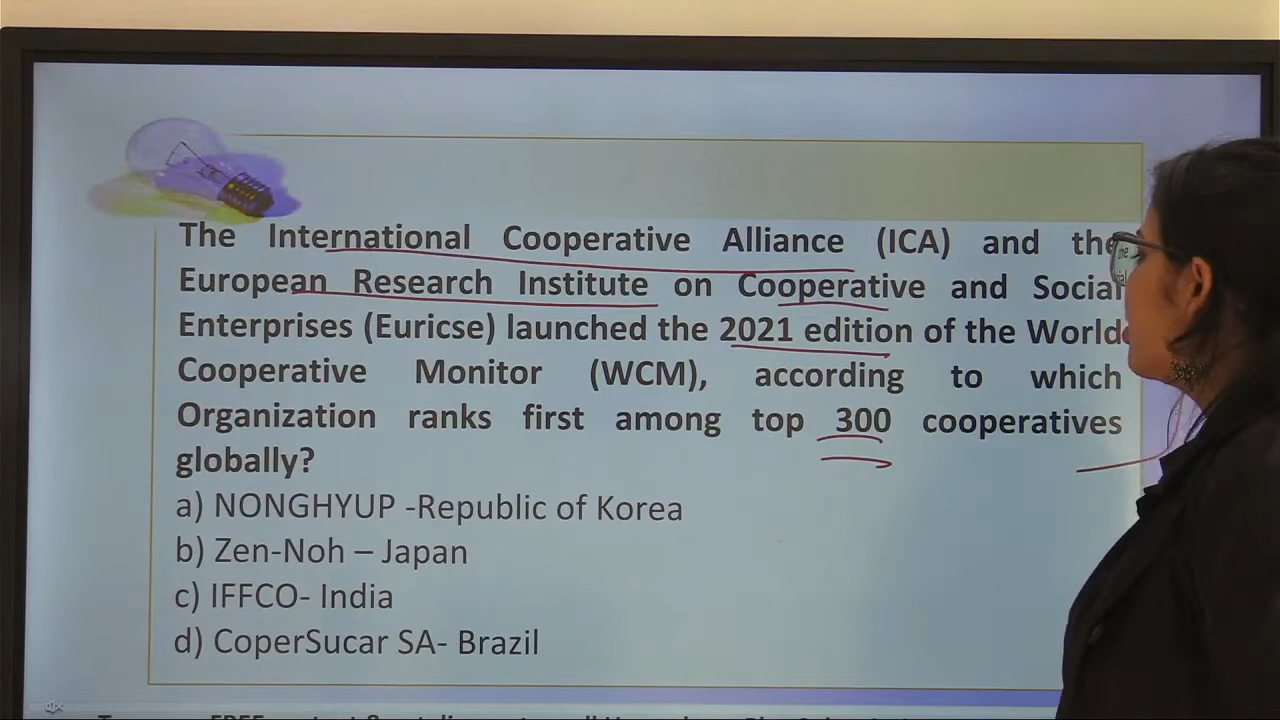 The International Cooperative Alliance (ICA) and the
European Research Institute on Cooperative and Social
Enterprises (Euricse) launched the 2021 edition of the World
Cooperative Monitor (WCM), according to which
Organization ranks first among top 300 cooperatives
globally?
a) NONGHYUP -Republic of Korea
b) Zen-Noh – Japan
c) IFFCO- India
d) CoperSucar SA- Brazil